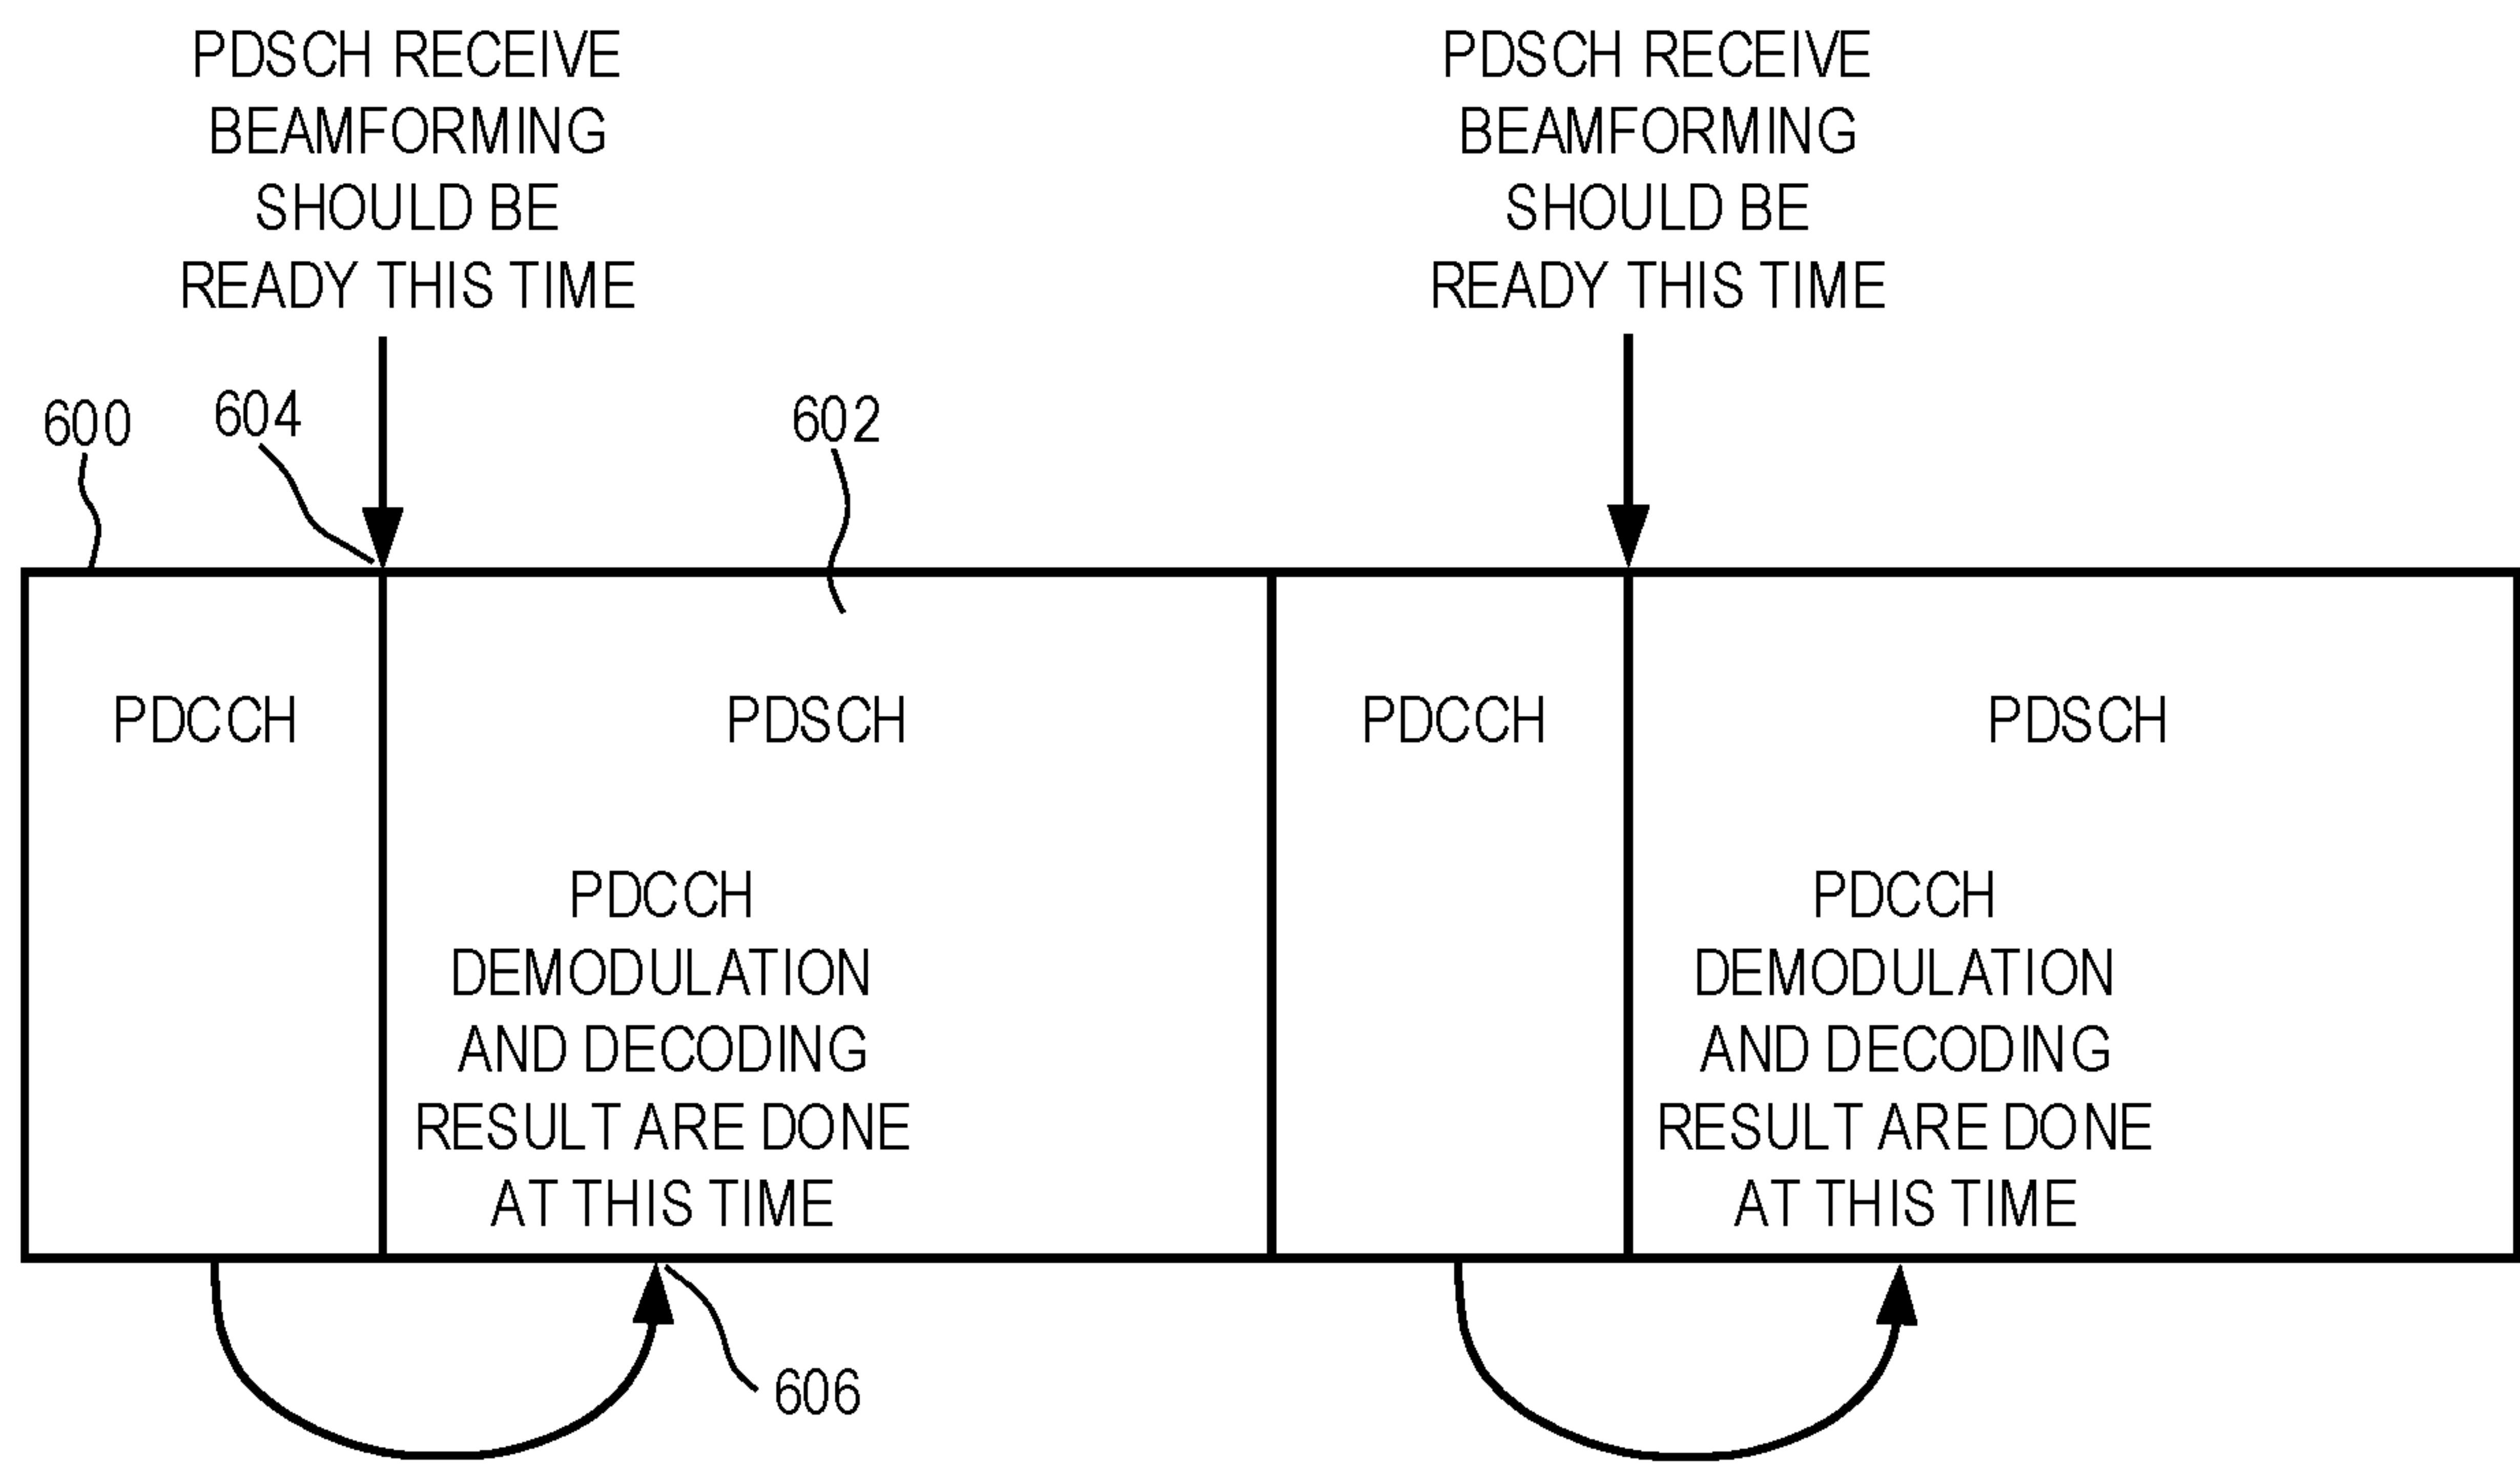 PDSCH RECEIVE
BEAMFORMING
SHOULD BE
READY THIS TIME
PDSCH RECEIVE
BEAMFORMING
SHOULD BE
READY THIS TIME
600
604
602
PDCCH
PDSCH
PDCCH
PDSCH
PDCCH
DEMODULATION
AND DECODING
RESULT ARE DONE
AT THIS TIME
PDCCH
DEMODULATION
AND DECODING
RESULT ARE DONE
AT THIS TIME
606